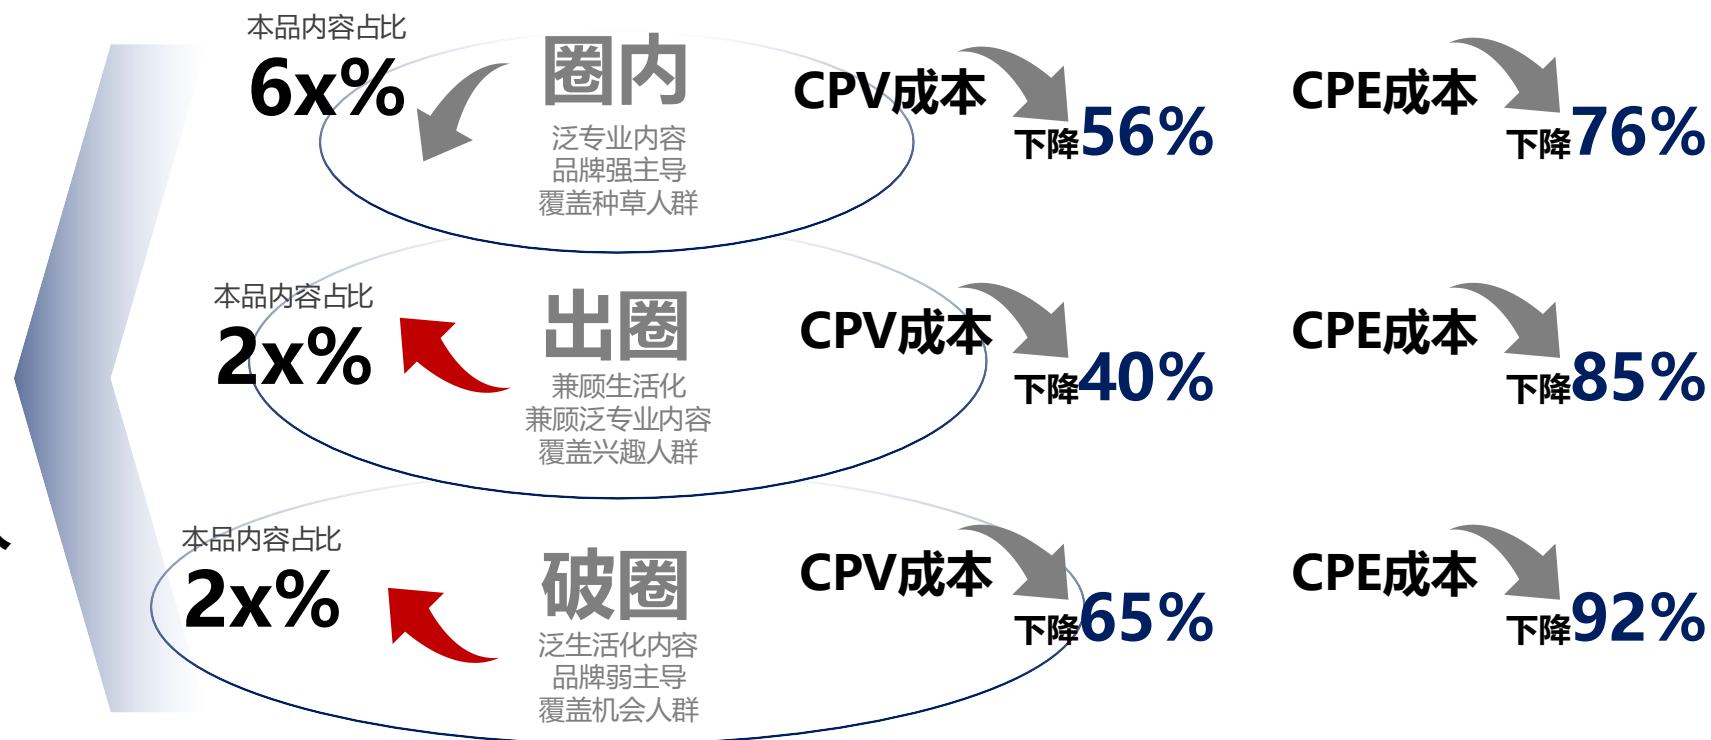 本品内容占比
6x%
圈内
泛专业内容
品牌强主导
覆盖种草人群
CPV成本
下降56%
CPE成本
下降76%
本品内容占比
2x%
出圈
兼顾生活化
兼顾泛专业内容
覆盖兴趣人群
CPV成本
下降40%
CPE成本
下降85%
本品内容占比
2x%
破圈
泛生活化内容
品牌弱主导
覆盖机会人群
CPV成本
下降65%
CPE成本
下降92%